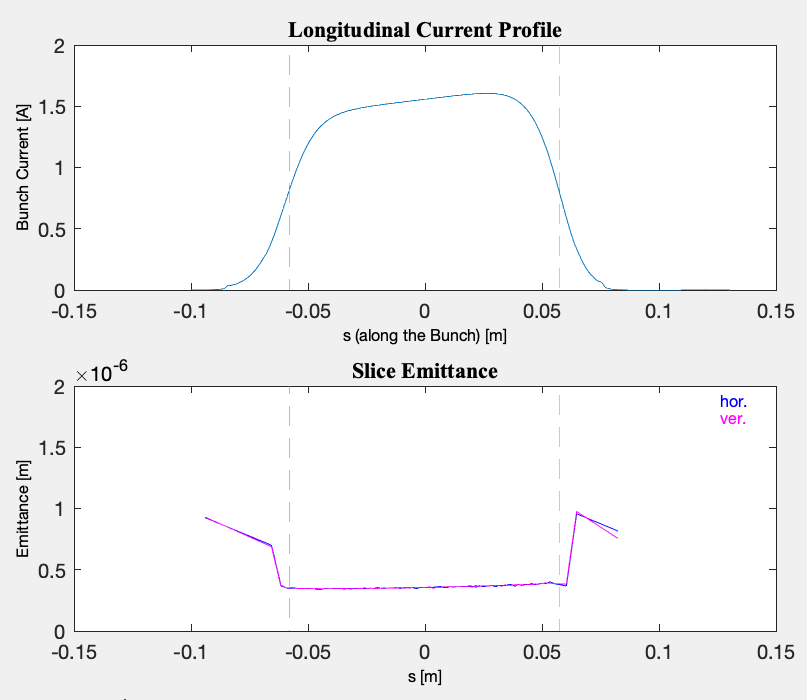 Longitudinal Current Profile
2
1.5
1
0.5
0
Bunch Current [A]
-0.15 -0.1 -0.05 0 0.05 0.1 0.15
s (along the Bunch) [m]
×10-6
Slice Emittance
2
1.5
1
0.5
0
Emittance [m]
hor.
ver.
-0.15 -0.1 -0.05 0 0.05 0.1 0.15
s [m]